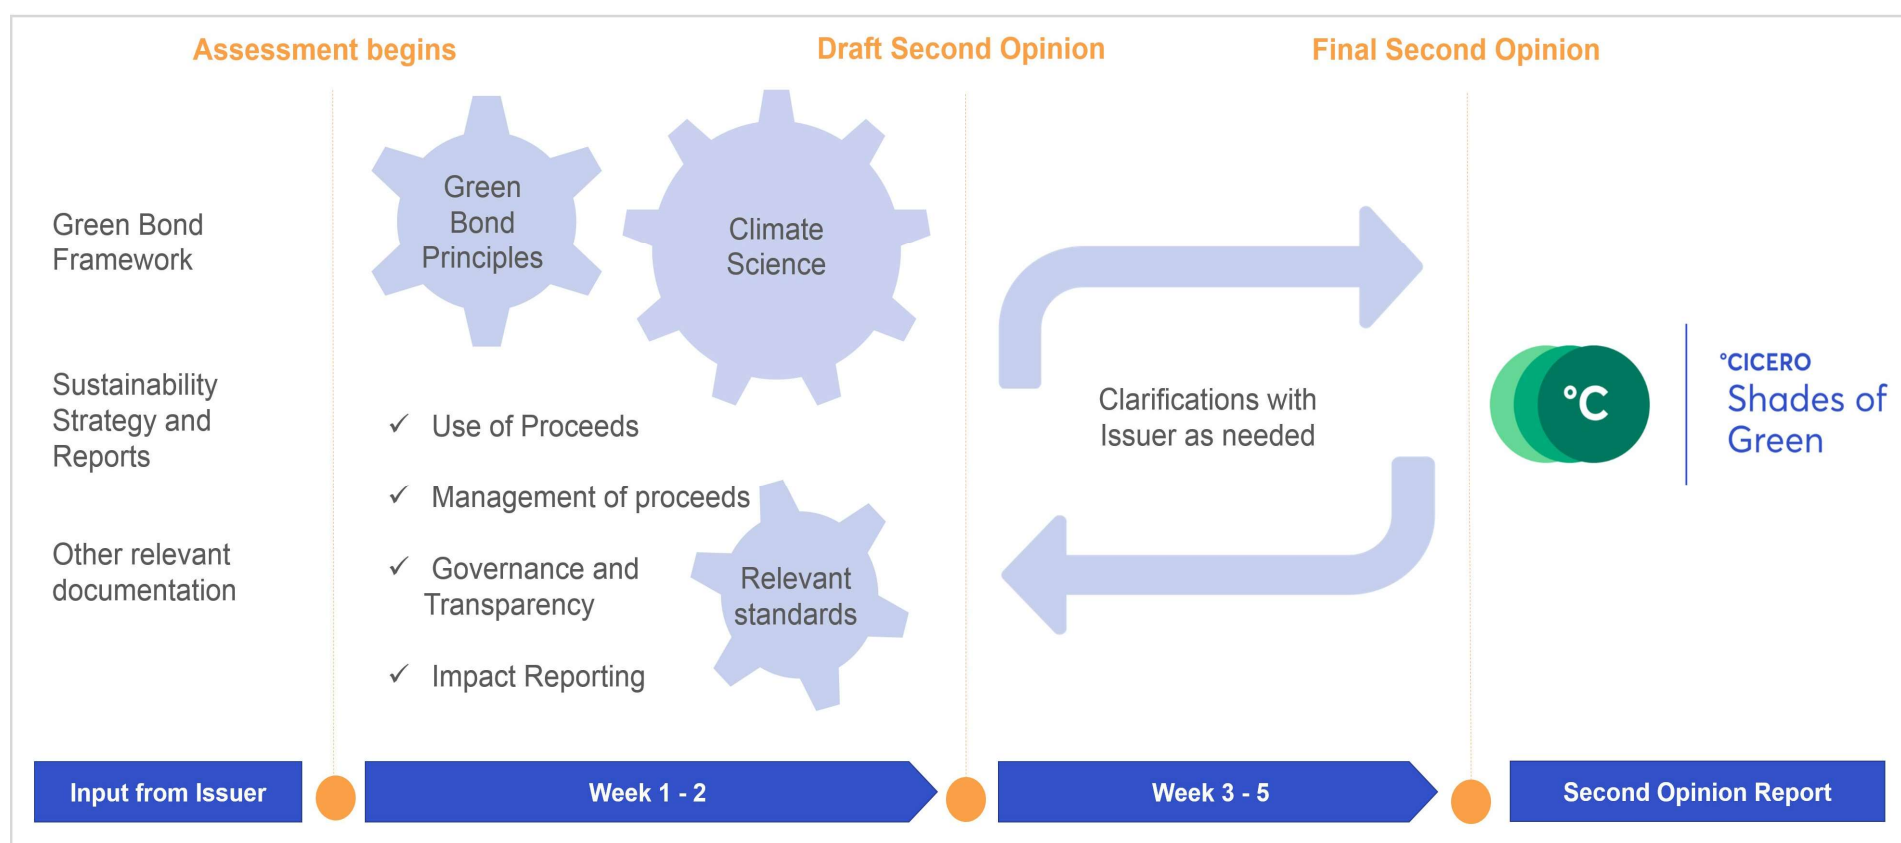 Assessment begins
Draft Second Opinion
Final Second Opinion
Green Bond
Framework
Sustainability
Strategy and
Reports
Other relevant
documentation
Green
Bond
Principles
Climate
Science
✓ Use of Proceeds
✓ Management of proceeds
✓ Governance and
Transparency
✓ Impact Reporting
Relevant
standards
Clarifications with
Issuer as needed
°C
°CICERO
Shades of
Green
Input from Issuer
Week 1 - 2
Week 3 - 5
Second Opinion Report